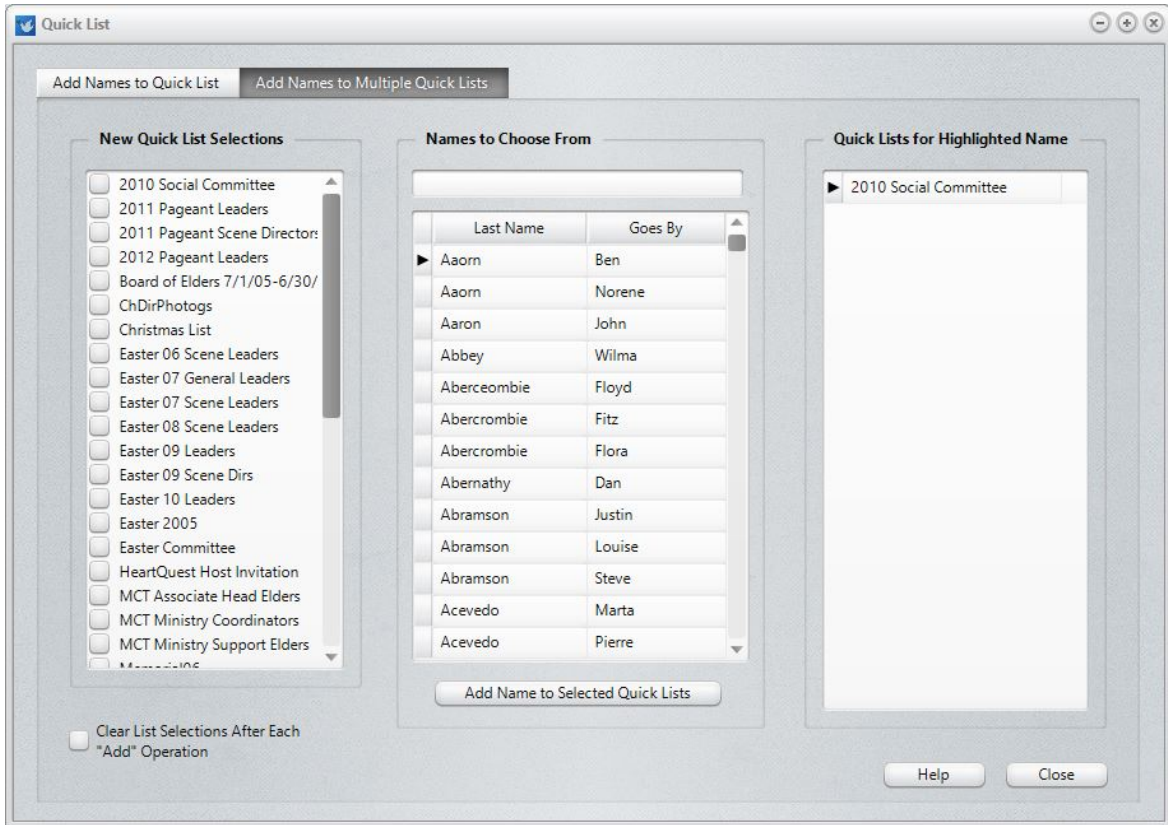 Quick List
Add Names to Quick List
Add Names to Multiple Quick Lists
New Quick List Selections
2010 Social Committee
2011 Pageant Leaders
2011 Pageant Scene Directors
2012 Pageant Leaders
Board of Elders 7/1/05-6/30/
ChDirPhotogs
Christmas List
Easter 06 Scene Leaders
Easter 07 General Leaders
Easter 07 Scene Leaders
Easter 08 Scene Leaders
Easter 09 Leaders
Easter 09 Scene Dirs
Easter 10 Leaders
Easter 2005
Easter Committee
HeartQuest Host Invitation
MCT Associate Head Elders
MCT Ministry Coordinators
MCT Ministry Support Elders
Memorial06
Clear List Selections After Each
"Add" Operation
Names to Choose From
Last Name Goes By
Aaorn Ben
Aaorn Norene
Aaron John
Abbey Wilma
Aberceombie Floyd
Abercrombie Fitz
Abercrombie Flora
Abernathy Dan
Abramson Justin
Abramson Louise
Abramson Steve
Acevedo Marta
Acevedo Pierre
Add Name to Selected Quick Lists
Quick Lists for Highlighted Name
2010 Social Committee
Help
Close